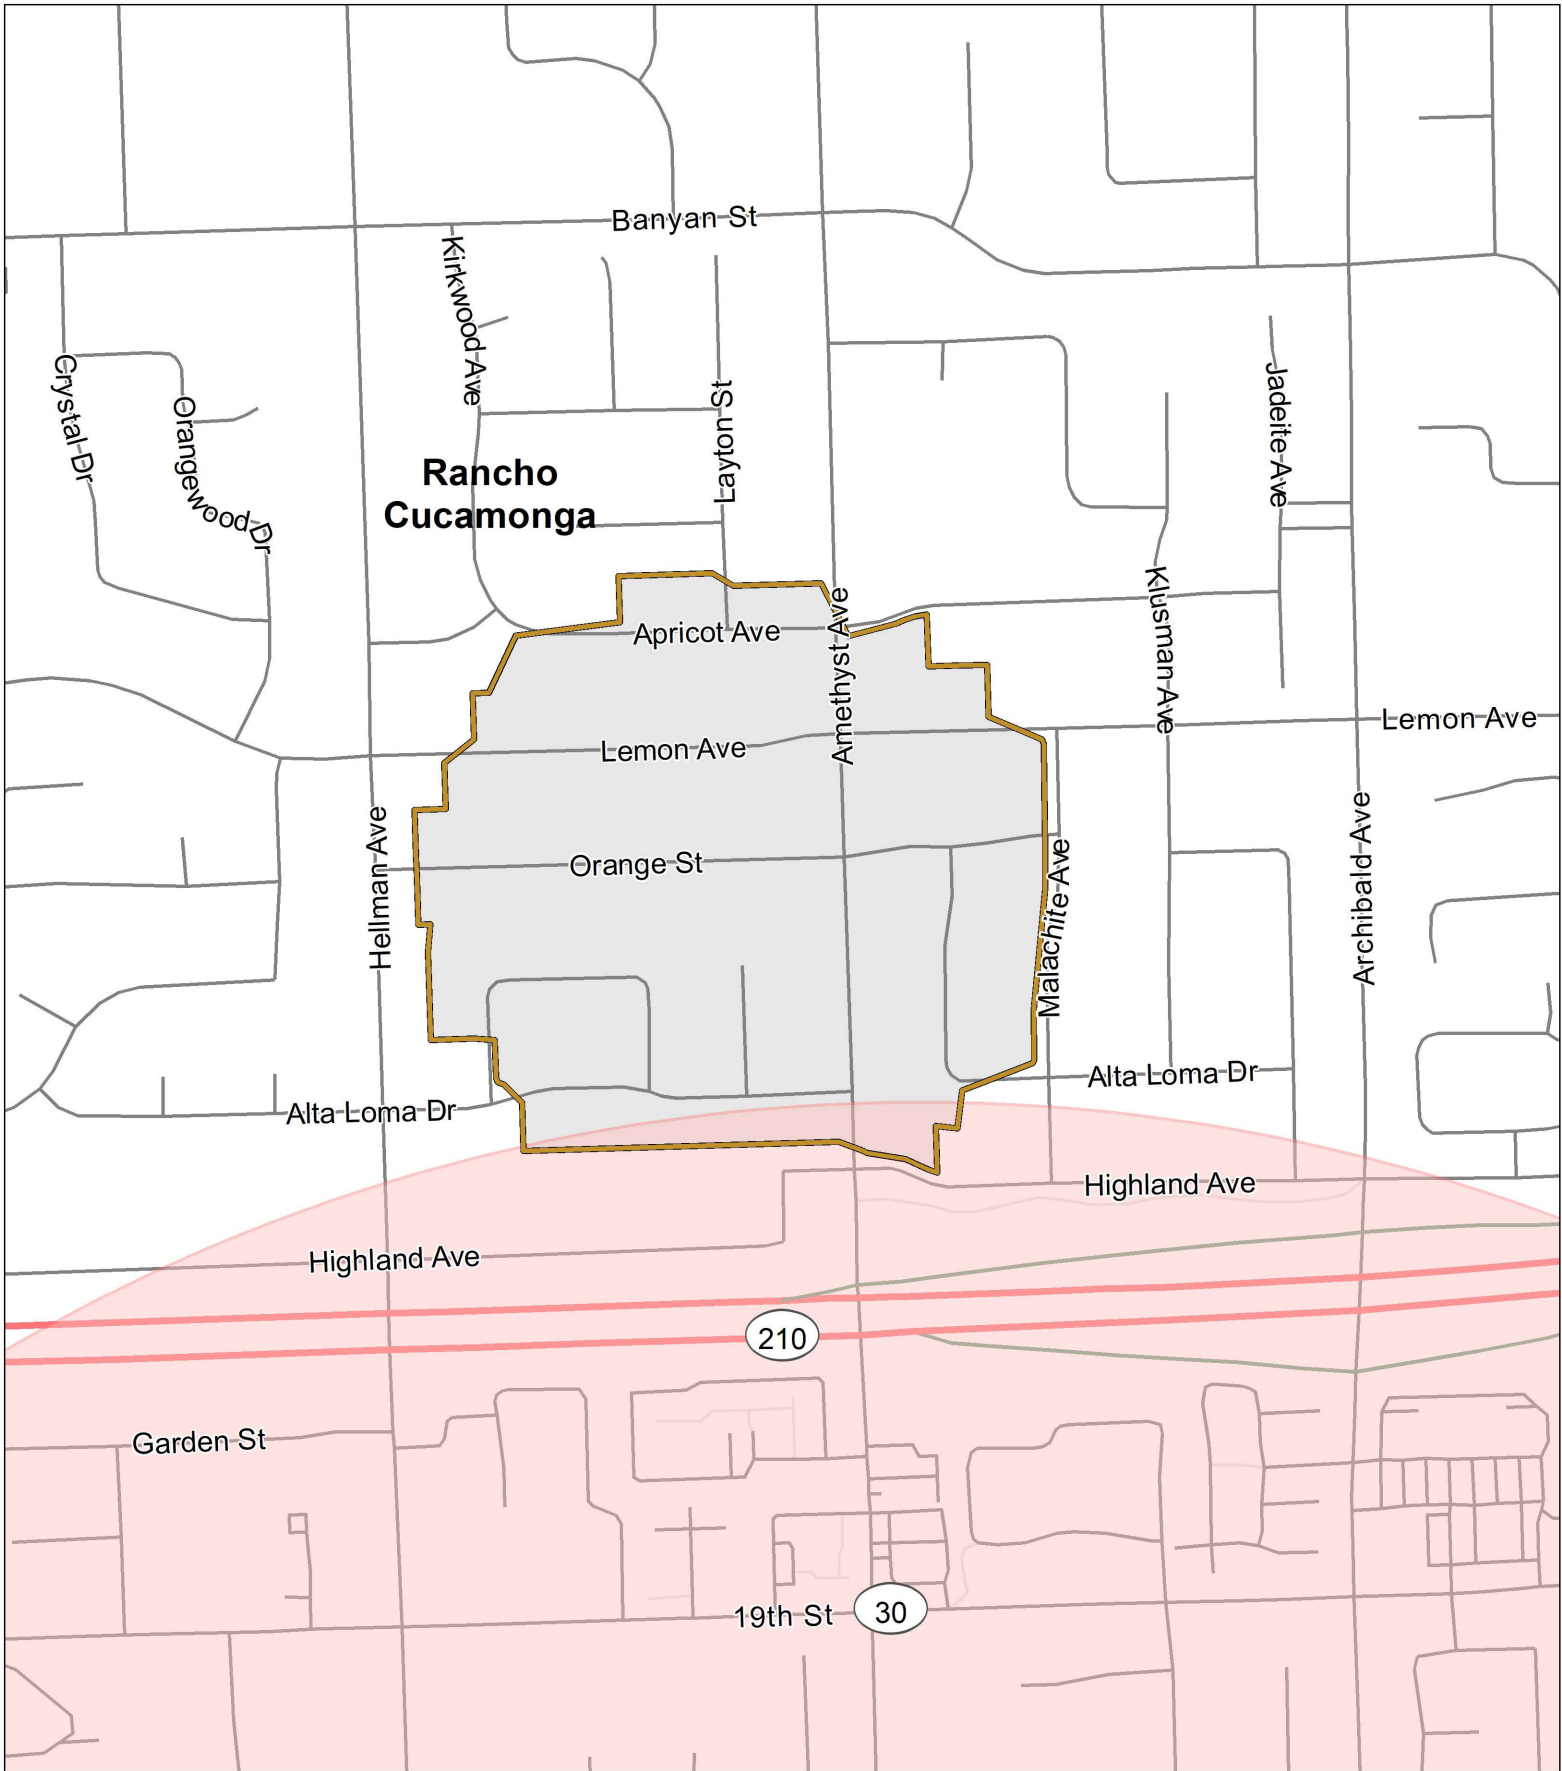 Banyan St
Kirkwood Ave
Crystal Dr
Orangewood Dr
Layton St
Jadeite Ave
Rancho
Cucamonga
Apricot Ave
Amethyst Ave
Klusman Ave
Lemon Ave
Lemon Ave
Hellman Ave
Orange St
Malachite Ave
Archibald Ave
Alta Loma Dr
Alta Loma Dr
Highland Ave
Highland Ave
210
Garden St
19th St
30